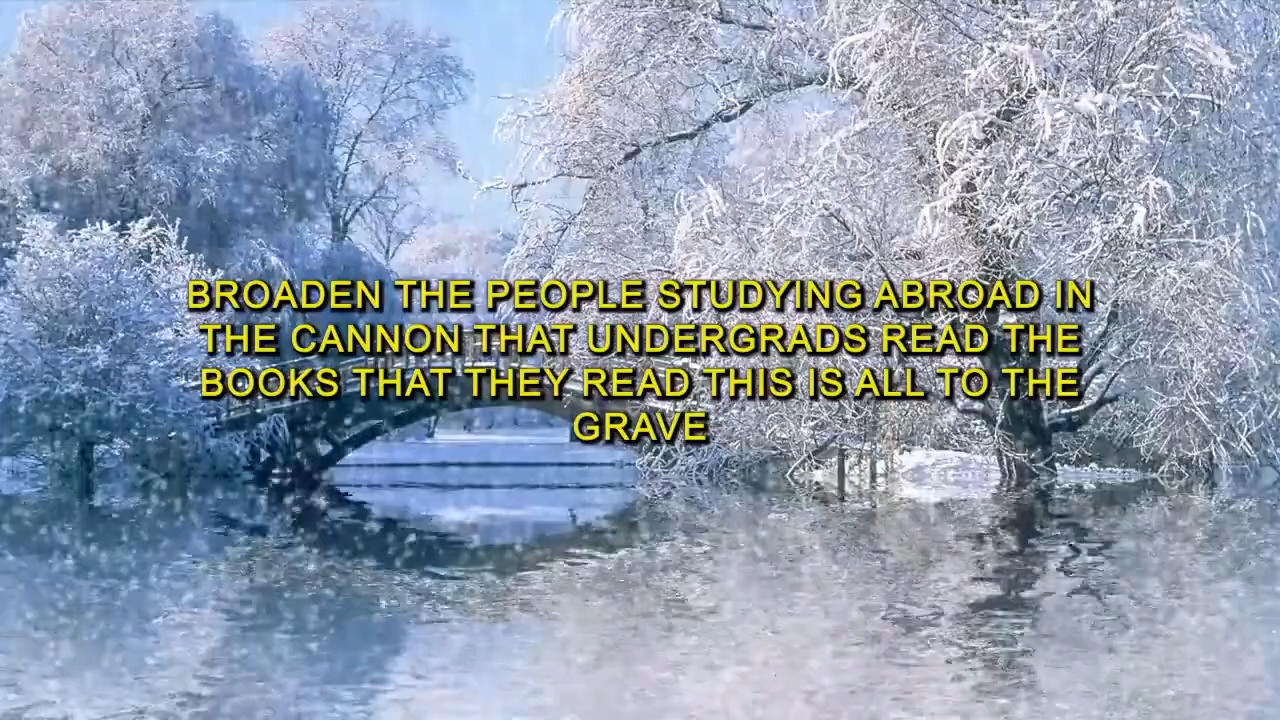 BROADEN THE PEOPLE STUDYING ABROAD IN
THE CANNON THAT UNDERGRADS READ THE
BOOKS THAT THEY READ THIS IS ALL TO THE
GRAVE